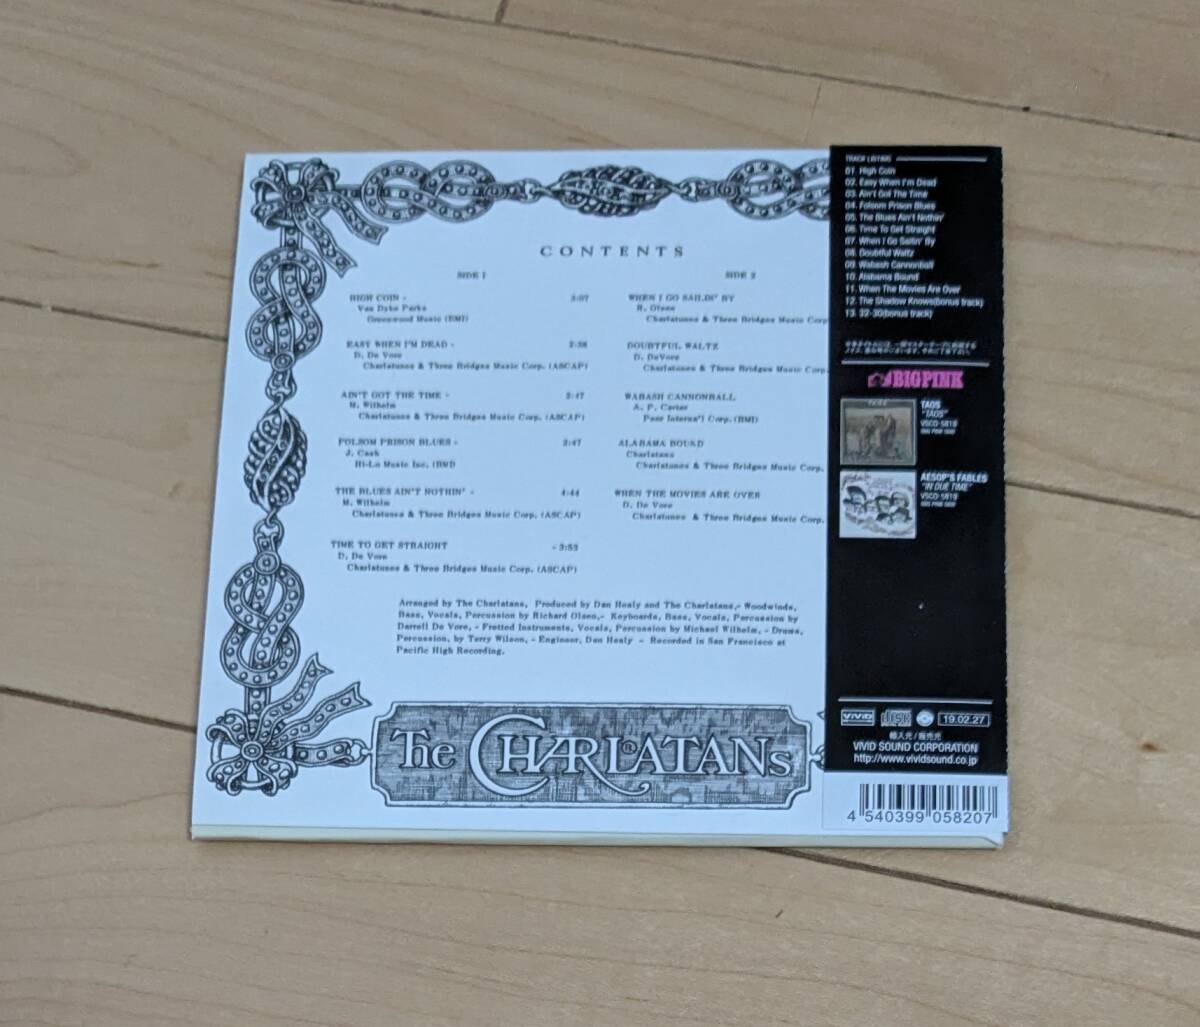 CONTENTS
SIDE 1
HIGH COIN - 3:07
Van Dyke Parks
Greenwood Music (BMI)
EASY WHEN I'M DEAD - 2:38
D. De Vore
Charlatunes & Three Bridges Music Corp. (ASCAP)
AIN'T GOT THE TIME - 2:47
M. Wilhelm
Charlatunes & Three Bridges Music Corp. (ASCAP)
FOLSOM PRISON BLUES - 2:47
J. Cash
Hi-Lo Music Inc. (BMI)
THE BLUES AIN'T NOTHIN' - 4:44
M. Wilhelm
Charlatunes & Three Bridges Music Corp. (ASCAP)
TIME TO GET STRAIGHT - 3:53
D. De Vore
Charlatunes & Three Bridges Music Corp. (ASCAP)
SIDE 2
WHEN I GO SAILIN' BY
R. Olsen
Charlatunes & Three Bridges Music Corp
DOUBTFUL WALTZ
D. DeVore
Charlatunes & Three Bridges Music Corp.
WABASH CANNONBALL
A. P. Carter
Peer Interna'l Corp. (BMI)
ALABAMA BOUND
Charlatans
Charlatunes & Three Bridges Music Corp.
WHEN THE MOVIES ARE OVER
D. De Vore
Charlatunes & Three Bridges Music Corp.
Arranged by The Charlatans, Produced by Dan Healy and The Charlatans,- Woodwinds,
Bass, Vocals, Percussion by Richard Olsen,- Keyboards, Bass, Vocals, Percussion by
Darrell De Vore, - Fretted Instruments, Vocals, Percussion by Michael Wilhelm, - Drums,
Percussion, by Terry Wilson, - Engineer, Dan Healy - Recorded in San Francisco at
Pacific High Recording.
The CHARLATANs
TRACK LISTING
01. High Coin
02. Easy When I'm Dead
03. Ain't Got The Time
04. Folsom Prison Blues
05. The Blues Ain't Nothin'
06. Time To Get Straight
07. When I Go Sailin' By
08. Doubtful Waltz
09. Wabash Cannonball
10. Alabama Bound
11. When The Movies Are Over
12. The Shadow Knows(bonus track)
13. 32-30(bonus track)
BIGPINK
TAOS
"TAOS"
VSCD-5818
AESOP'S FABLES
"IN DUE TIME"
VSCD-5819
VIVID
19.02.27
輸入元/販売元
VIVID SOUND CORPORATION
http://www.vividsound.co.jp
4 540399 058207